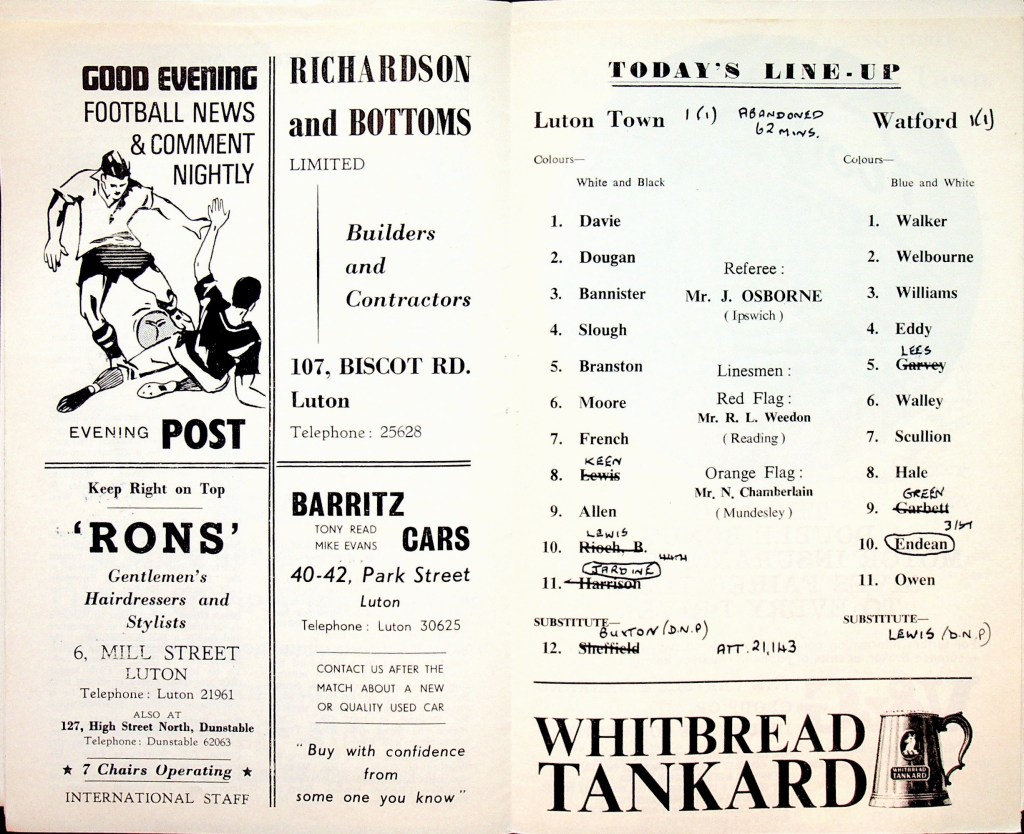 GOOD EVENING
FOOTBALL NEWS
& COMMENT
NIGHTLY
EVENING POST
Keep Right on Top
'RONS'
Gentlemen's
Hairdressers and
Stylists
6, MILL STREET
LUTON
Telephone: Luton 21961
ALSO AT
127, High Street North, Dunstable
Telephone: Dunstable 62063
★ 7 Chairs Operating ★
INTERNATIONAL STAFF
RICHARDSON
and BOTTOMS
LIMITED
Builders
and
Contractors
107, BISCOT RD.
Luton
Telephone: 25628
BARRITZ
TONY READ
MIKE EVANS
CARS
40-42, Park Street
Luton
Telephone: Luton 30625
CONTACT US AFTER THE
MATCH ABOUT A NEW
OR QUALITY USED CAR
"Buy with confidence
from
some one you know"
TODAY'S LINE-UP
Luton Town 1(1) ABANDONED
62 MINS.
Colours—
White and Black
1. Davie
2. Dougan
3. Bannister
4. Slough
5. Branston
6. Moore
7. French
KEEN
8. Lewis
9. Allen
LEWIS
10. Rioch, B.
JARDINE 44TH
11. Harrison
SUBSTITUTE—
BUXTON (D.N.P)
12. Sheffield
ATT. 21,143
Referee:
Mr. J. OSBORNE
(Ipswich)
Linesmen:
Red Flag:
Mr. R. L. Weedon
(Reading)
Orange Flag:
Mr. N. Chamberlain
(Mundesley)
Watford 1(1)
Colours—
Blue and White
1. Walker
2. Welbourne
3. Williams
4. Eddy
LEES
5. Garvey
6. Walley
7. Scullion
8. Hale
GREEN
9. Garbett
31ST
10. Endean
11. Owen
SUBSTITUTE—
LEWIS (D.N.P)
WHITBREAD
TANKARD
WHITBREAD
TANKARD